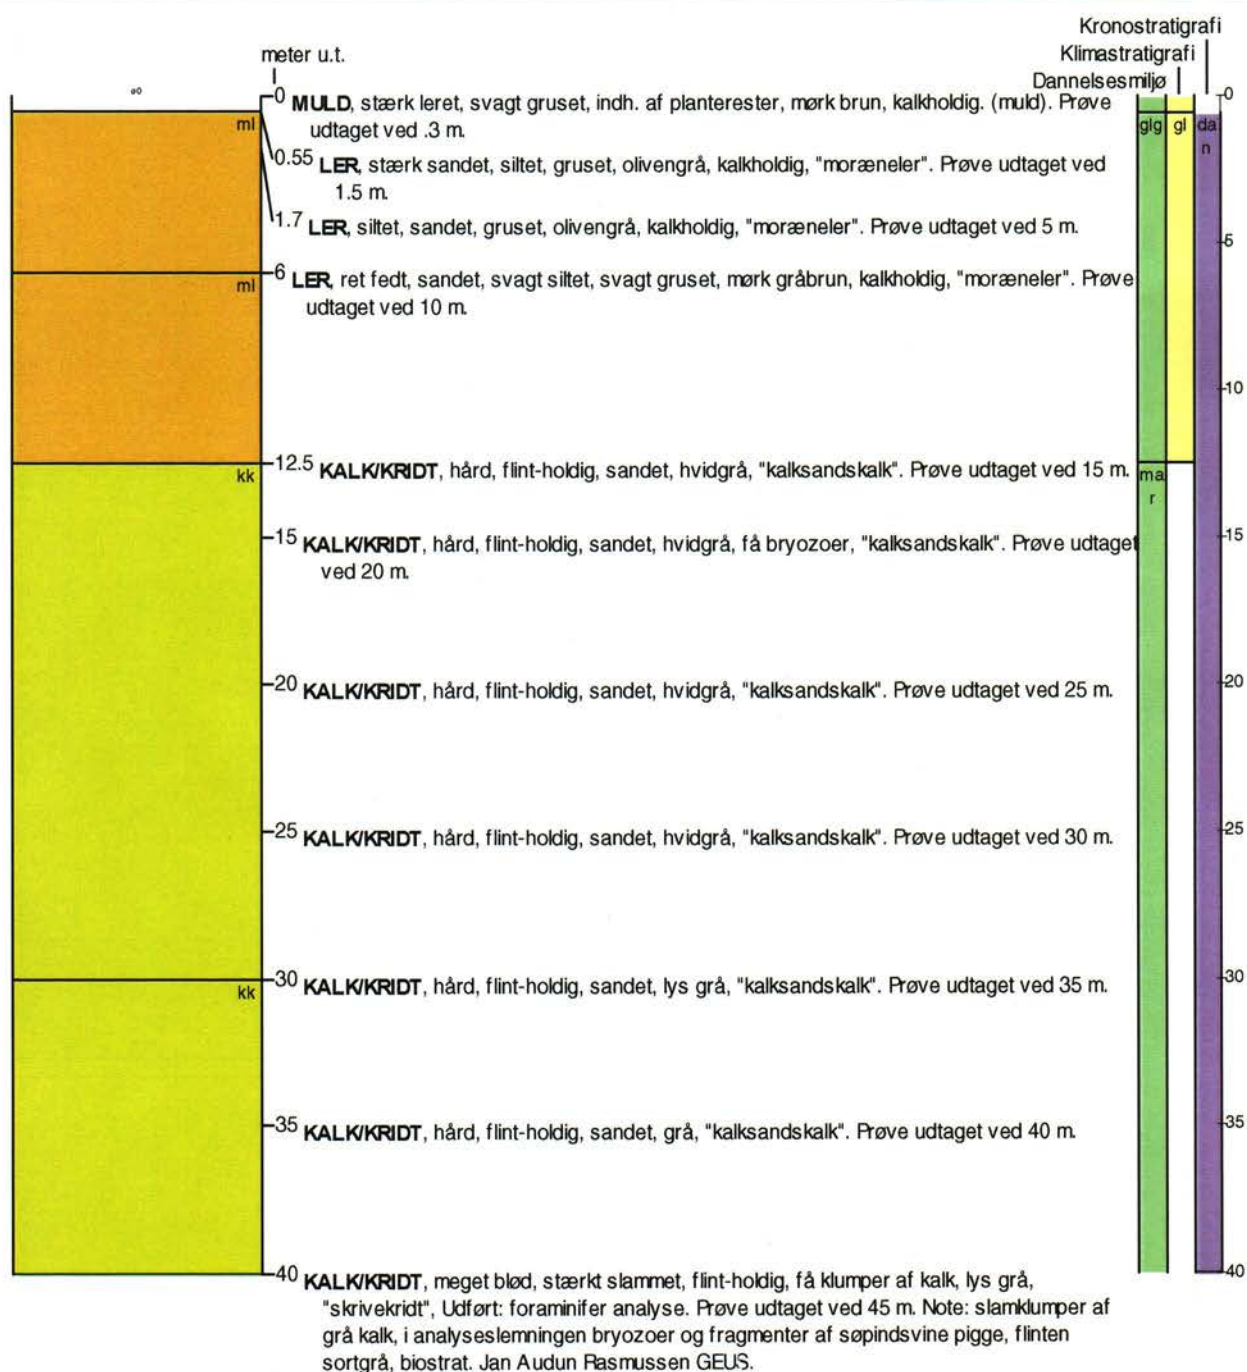 Kronostratigrafi
meter u.t.
Klimastratigrafi
Dannelsesmiljø
0 MULD, stærk leret, svagt gruset, indh. af planterester, mørk brun, kalkholdig. (muld). Prøve
udtaget ved .3 m.
0
ml
glg
gl
da
n
0.55 LER, stærk sandet, siltet, gruset, olivengrå, kalkholdig, "moræneler". Prøve udtaget ved
1.5 m.
1.7 LER, siltet, sandet, gruset, olivengrå, kalkholdig, "moræneler". Prøve udtaget ved 5 m.
5
ml
6 LER, ret fedt, sandet, svagt siltet, svagt gruset, mørk gråbrun, kalkholdig, "moræneler". Prøve
udtaget ved 10 m.
10
kk
12.5 KALK/KRIDT, hård, flint-holdig, sandet, hvidgrå, "kalksandskalk". Prøve udtaget ved 15 m.
ma
r
15 KALK/KRIDT, hård, flint-holdig, sandet, hvidgrå, få bryozoer, "kalksandskalk". Prøve udtaget
ved 20 m.
15
20 KALK/KRIDT, hård, flint-holdig, sandet, hvidgrå, "kalksandskalk". Prøve udtaget ved 25 m.
20
25 KALK/KRIDT, hård, flint-holdig, sandet, hvidgrå, "kalksandskalk". Prøve udtaget ved 30 m.
25
kk
30 KALK/KRIDT, hård, flint-holdig, sandet, lys grå, "kalksandskalk". Prøve udtaget ved 35 m.
30
35 KALK/KRIDT, hård, flint-holdig, sandet, grå, "kalksandskalk". Prøve udtaget ved 40 m.
35
40 KALK/KRIDT, meget blød, stærkt slammet, flint-holdig, få klumper af kalk, lys grå,
40
"skrivekridt", Udført: foraminifer analyse. Prøve udtaget ved 45 m. Note: slamklumper af
grå kalk, i analyseslemningen bryozoer og fragmenter af søpindsvine pigge, flinten
sortgrå, biostrat. Jan Audun Rasmussen GEUS.